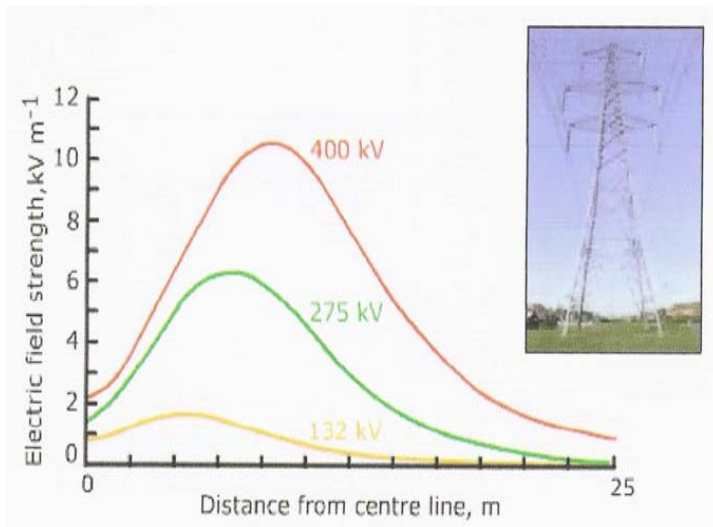 Electric field strength,kV m⁻¹
12
10
8
6
4
2
0
400 kV
275 kV
132 kV
0
25
Distance from centre line, m